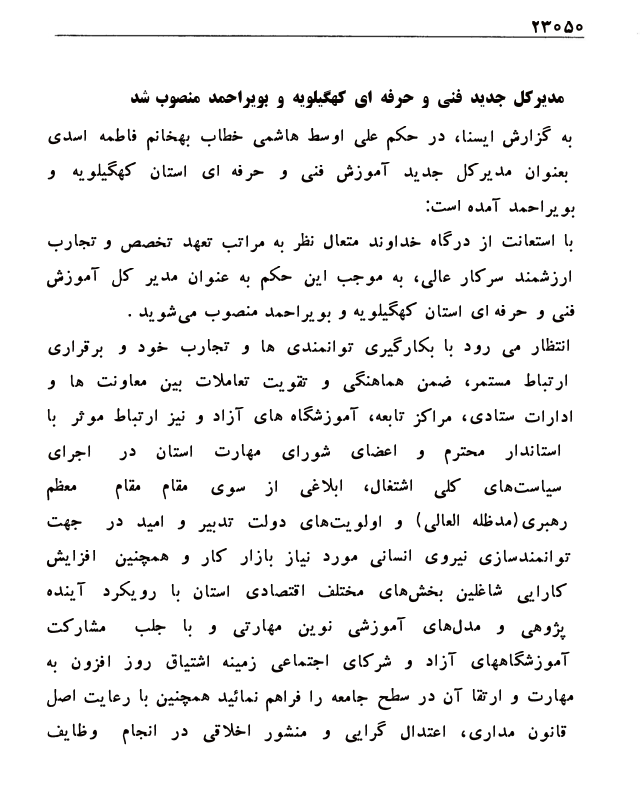 ۲۳۰۵۰
مدیرکل جدید فنی و حرفه ای کهگیلویه و بویراحمد منصوب شد
به گزارش ایسنا، در حکم علی اوسط هاشمی خطاب بهخانم فاطمه اسدی
بعنوان مدیرکل جدید آموزش فنی و حرفه ای استان کهگیلویه و
بویراحمد آمده است:
با استعانت از درگاه خداوند متعال نظر به مراتب تعهد تخصص و تجارب
ارزشمند سرکار عالی، به موجب این حکم به عنوان مدیر کل آموزش
فنی و حرفه ای استان کهگیلویه و بویراحمد منصوب می‌شوید .
انتظار می رود با بکارگیری توانمندی ها و تجارب خود و برقراری
ارتباط مستمر، ضمن هماهنگی و تقویت تعاملات بین معاونت ها و
ادارات ستادی، مراکز تابعه، آموزشگاه های آزاد و نیز ارتباط موثر با
استاندار محترم و اعضای شورای مهارت استان در اجرای
سیاست‌های کلی اشتغال، ابلاغی از سوی مقام مقام معظم
رهبری(مدظله العالی) و اولویت‌های دولت تدبیر و امید در جهت
توانمندسازی نیروی انسانی مورد نیاز بازار کار و همچنین افزایش
کارایی شاغلین بخش‌های مختلف اقتصادی استان با رویکرد آینده
پژوهی و مدل‌های آموزشی نوین مهارتی و با جلب مشارکت
آموزشگاههای آزاد و شرکای اجتماعی زمینه اشتیاق روز افزون به
مهارت و ارتقا آن در سطح جامعه را فراهم نمائید همچنین با رعایت اصل
قانون مداری، اعتدال گرایی و منشور اخلاقی در انجام وظایف